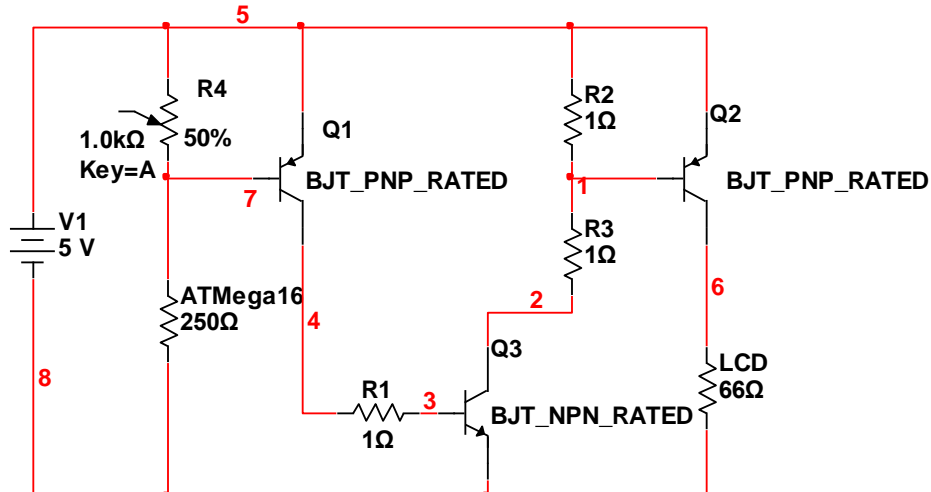 5
R4
1.0kΩ
50%
Key=A
Q1
BJT_PNP_RATED
7
R2
1Ω
Q2
BJT_PNP_RATED
1
V1
5 V
R3
1Ω
ATMega16
250Ω
4
2
6
8
Q3
R1
1Ω
3
BJT_NPN_RATED
LCD
66Ω